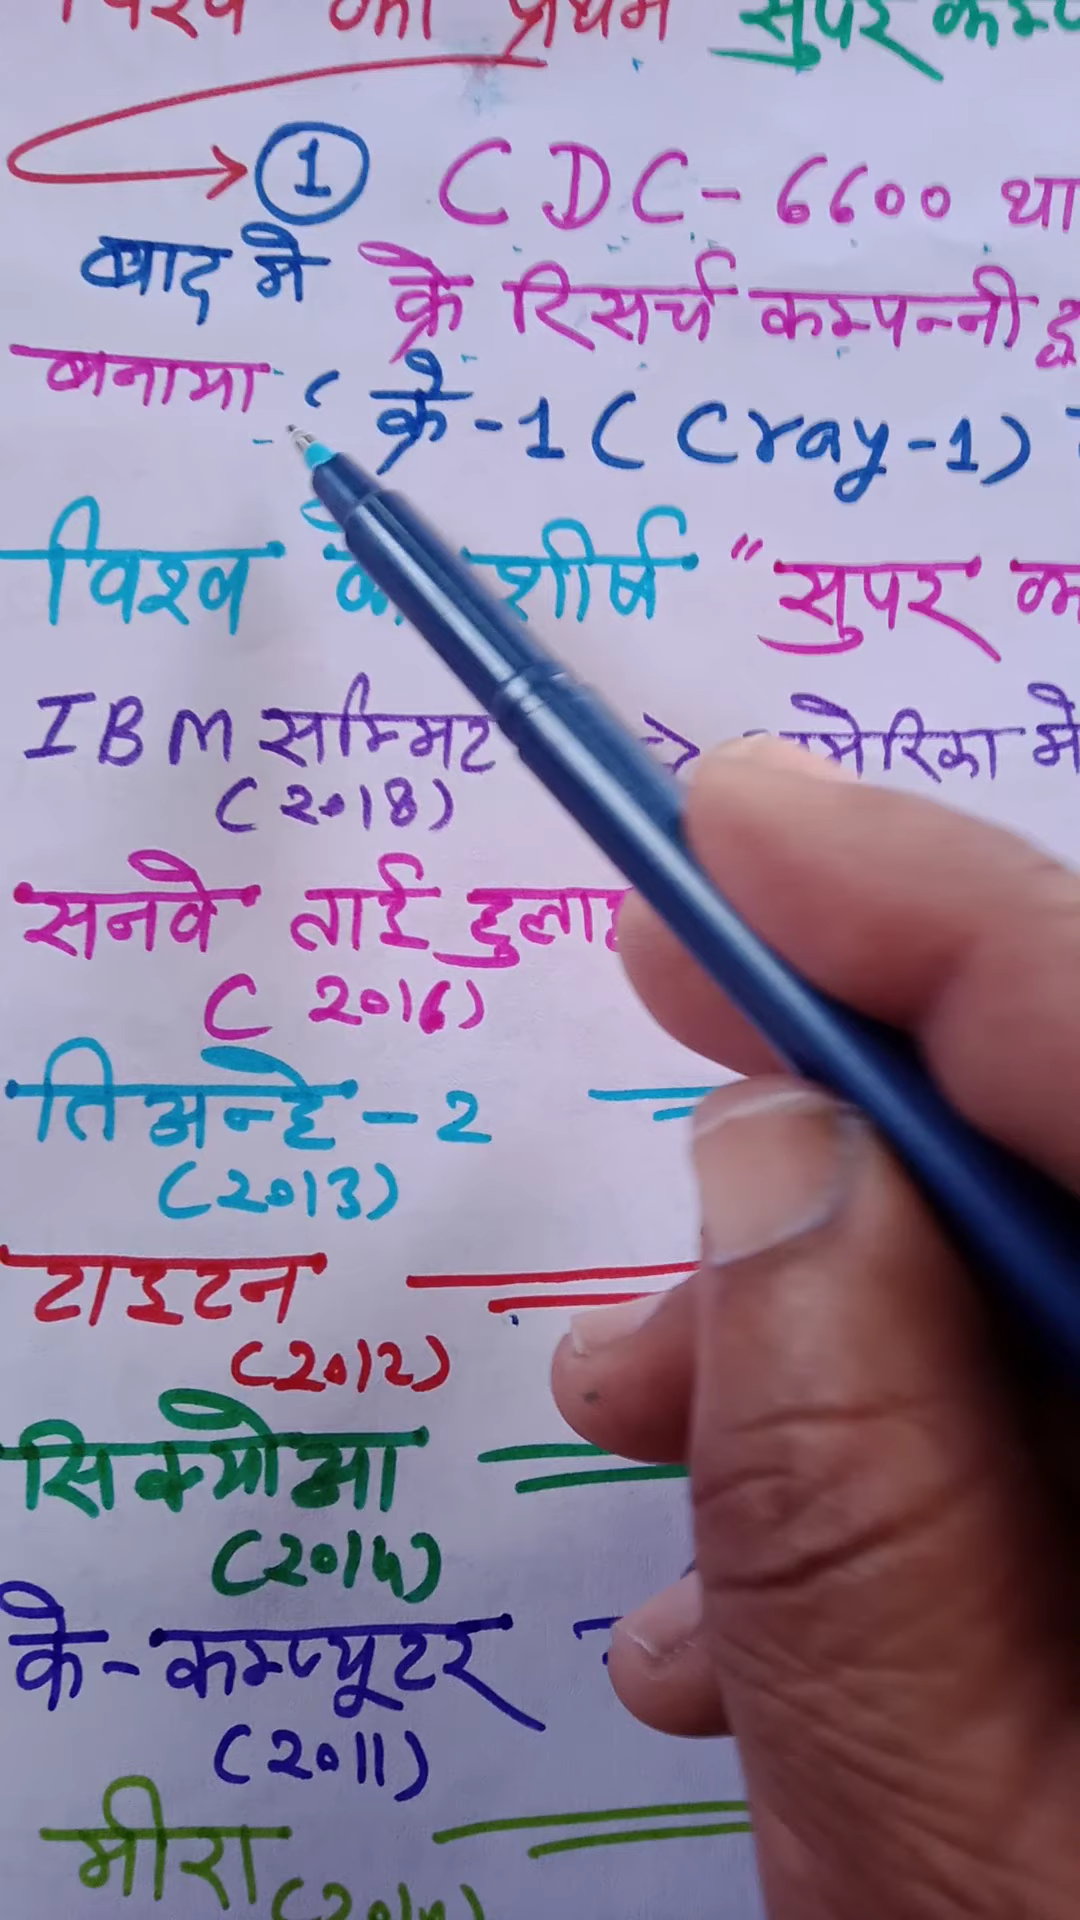 विश्व का प्रथम सुपर कम्प
1 CDC-6600 था
बाद मे क्रे रिसर्च कम्पन्नी
बनाया क्रे-1 (Cray-1)
विश्व के शीर्ष "सुपर
IBM सम्मिट → अमेरिका मे
(2018)
सनवे ताई हुलाइ
(2016)
तिअन्हे-2
(2013)
टाइटन
(2012)
सिक्योआ
के-कम्प्यूटर
(2011)
मीरा